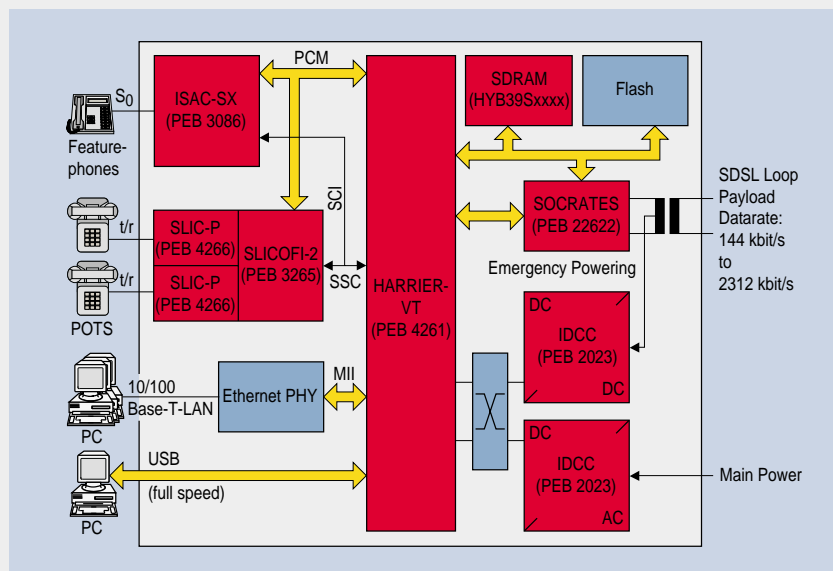 PCM
S0
ISAC-SX
(PEB 3086)
Feature-
phones
SDRAM
(HYB39Sxxxx)
Flash
SCI
t/r
SLIC-P
(PEB 4266)
SLICOFI-2
(PEB 3265)
t/r
SLIC-P
(PEB 4266)
POTS
SSC
HARRIER-
VT
(PEB 4261)
SOCRATES
(PEB 22622)
SDSL Loop
Payload
Datarate:
144 kbit/s
to
2312 kbit/s
Emergency Powering
DC
IDCC
(PEB 2023)
DC
10/100
Base-T-LAN
PC
Ethernet PHY
MII
USB
(full speed)
PC
DC
IDCC
(PEB 2023)
AC
Main Power